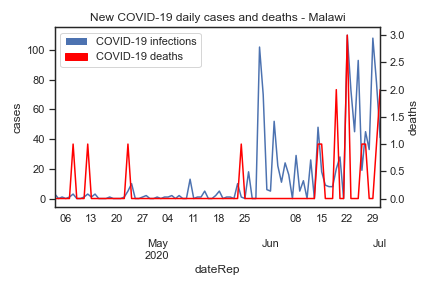 New COVID-19 daily cases and deaths - Malawi
COVID-19 infections
COVID-19 deaths
cases
100
80
60
40
20
0
deaths
3.0
2.5
2.0
1.5
1.0
0.5
0.0
06 13 20 27 04 11 18 25 08 15 22 29
May Jun Jul
2020
dateRep